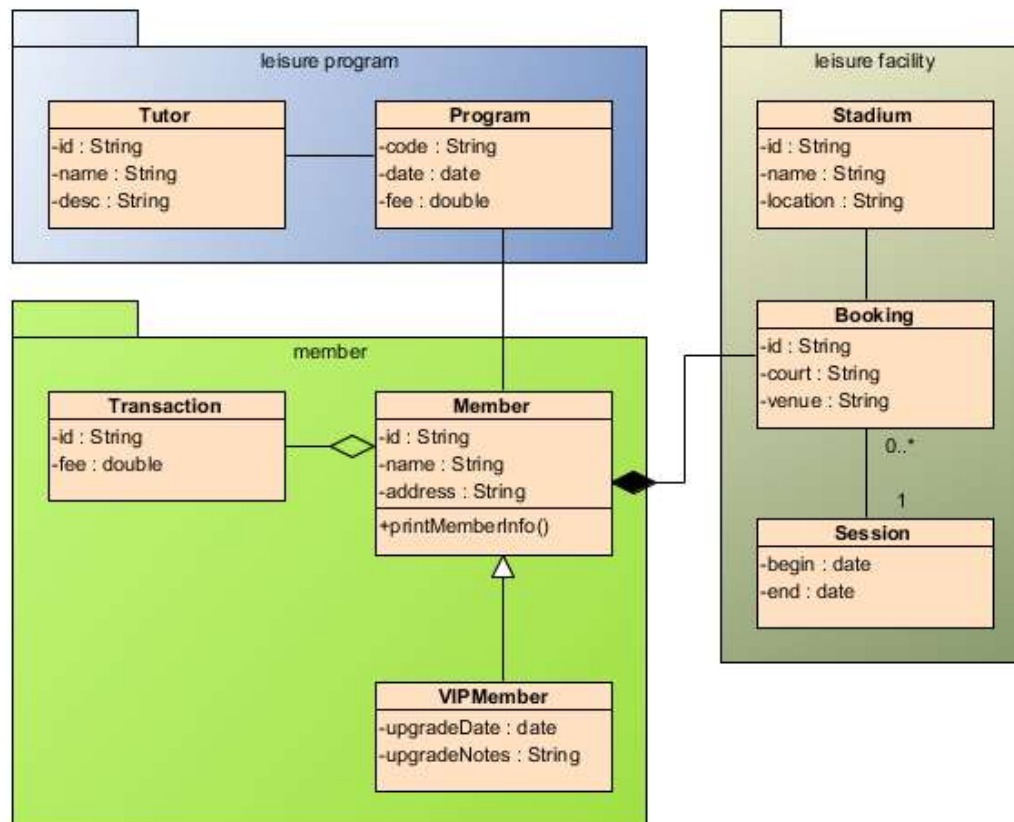 leisure program
Tutor
-id : String
-name : String
-desc : String
Program
-code : String
-date : date
-fee : double
leisure facility
Stadium
-id : String
-name : String
-location : String
Booking
-id : String
-court : String
-venue : String
0..*
1
Session
-begin : date
-end : date
member
Transaction
-id : String
-fee : double
Member
-id : String
-name : String
-address : String
+printMemberInfo()
VIPMember
-upgradeDate : date
-upgradeNotes : String